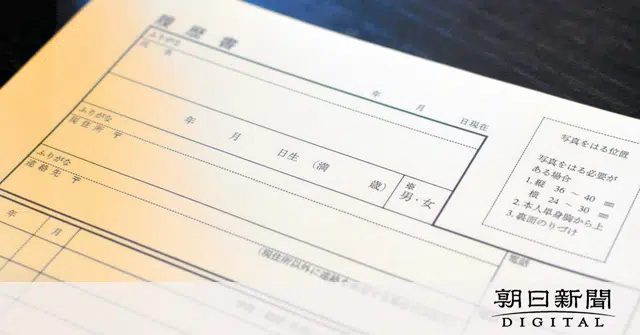 履歴書
ふりがな
氏 名
年 月 日現在
年 月 日生 (満 歳)
※
男・女
ふりがな
現住所 〒
ふりがな
連絡先 〒
(現住所以外に連絡
電話
年 月
写真をはる位置
写真をはる必要が
ある場合
1. 縦 36 ~ 40 ㎜
横 24 ~ 30 ㎜
2. 本人単身胸から上
3. 裏面のりづけ
朝日新聞
DIGITAL